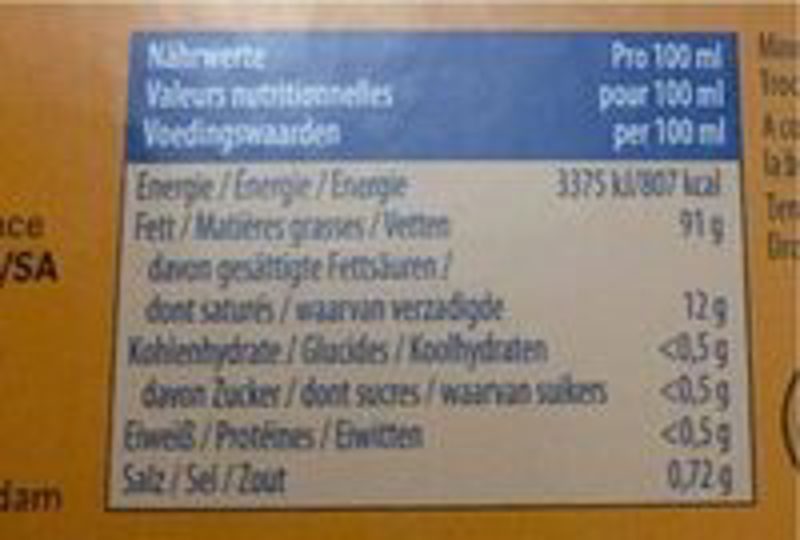 Nährwerte Pro 100 ml
Valeurs nutritionnelles pour 100 ml
Voedingswaarden per 100 ml
Energie / Énergie / Energie 3375 kJ/807 kcal
Fett / Matières grasses / Vetten 91 g
davon gesättigte Fettsäuren /
dont saturés / waarvan verzadigde 12 g
Kohlenhydrate / Glucides / Koolhydraten <0,5 g
davon Zucker / dont sucres / waarvan suikers <0,5 g
Eiweiß / Protéines / Eiwitten <0,5 g
Salz / Sel / Zout 0,72 g
/SA